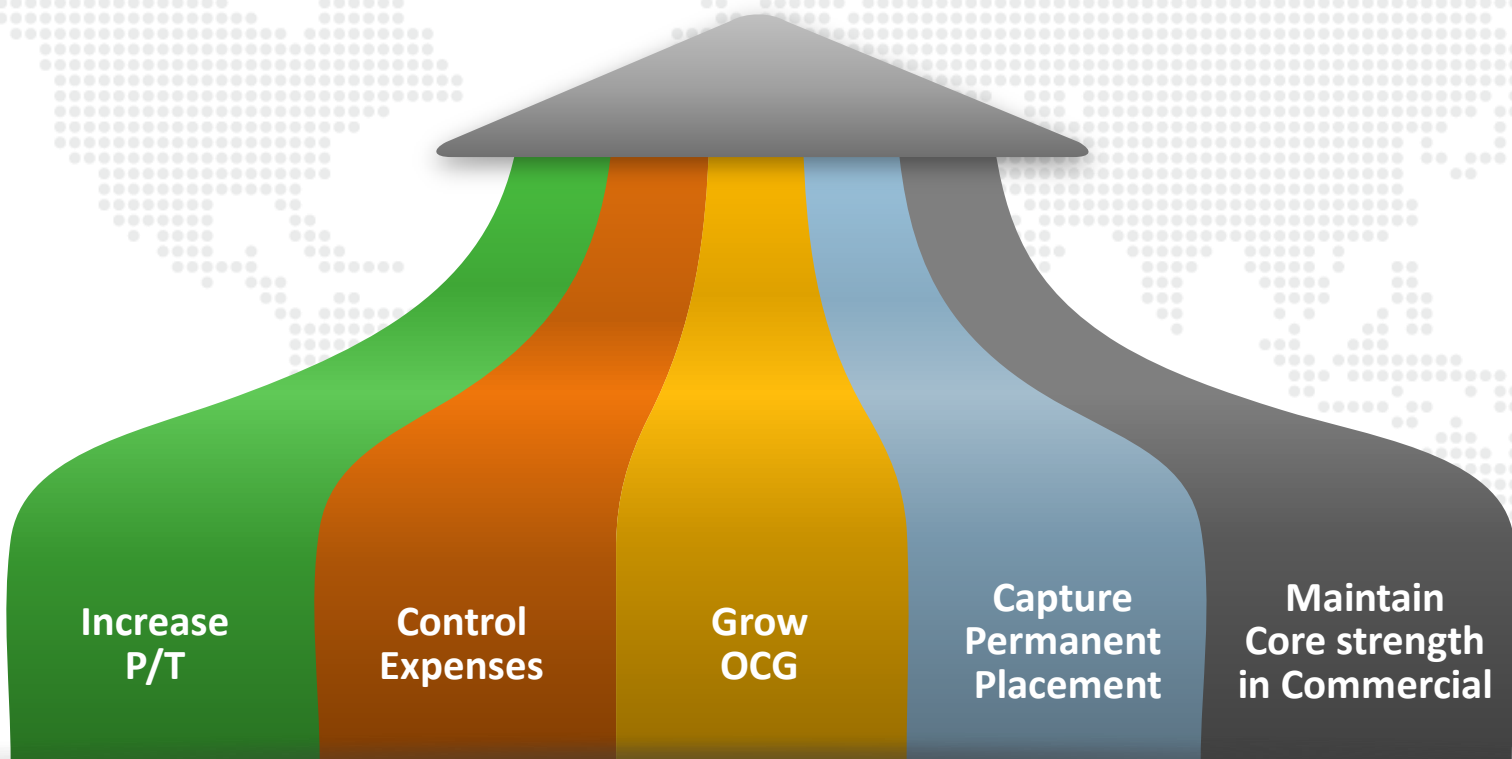 Increase
P/T
Control
Expenses
Grow
OCG
Capture
Permanent
Placement
Maintain
Core strength
in Commercial